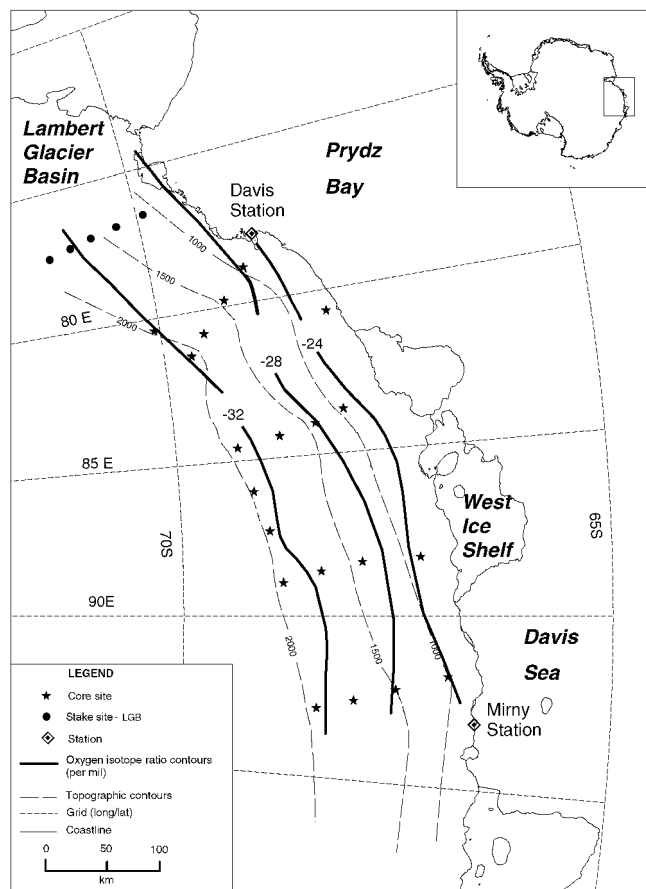 Lambert
Glacier
Basin
Prydz
Bay
Davis
Station
1000
1500
2000
80 E
-24
-28
-32
85 E
West
Ice
Shelf
70S
65S
90E
2000
1500
1000
Davis
Sea
Mirny
Station
LEGEND
Core site
Stake site - LGB
Station
Oxygen isotope ratio contours
(per mil)
Topographic contours
Grid (long/lat)
Coastline
0 50 100
km